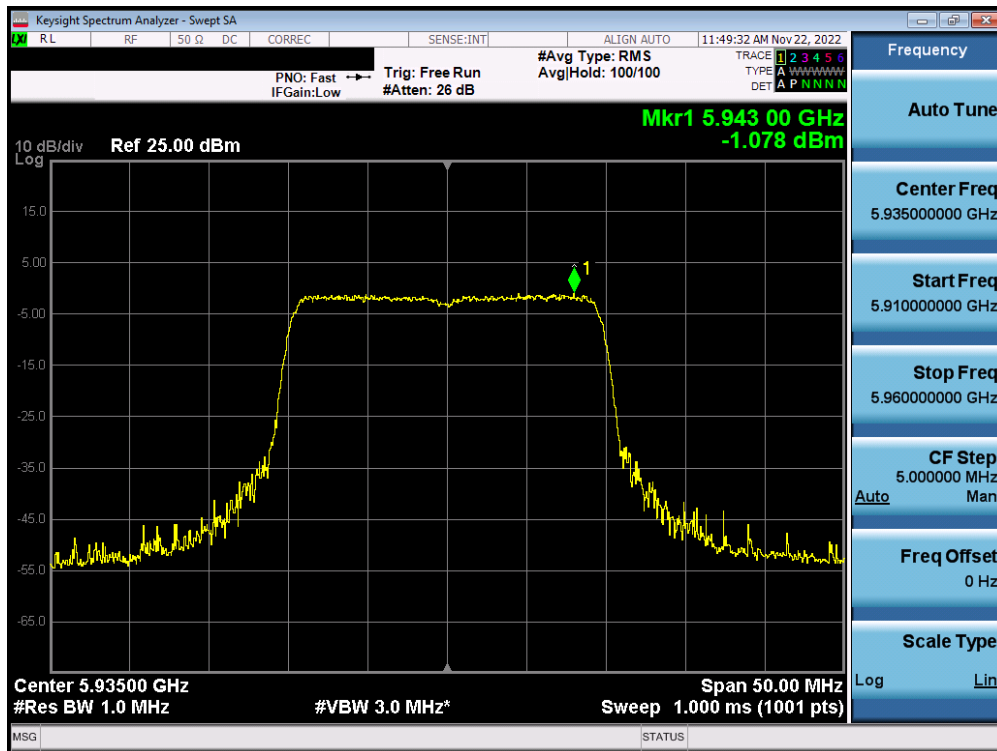 Keysight Spectrum Analyzer - Swept SA
LXI RL RF 50 Ω DC CORREC SENSE:INT ALIGN AUTO 11:49:32 AM Nov 22, 2022
PNO: Fast Trig: Free Run #Avg Type: RMS TRACE 1 2 3 4 5 6
IFGain:Low #Atten: 26 dB Avg|Hold: 100/100 TYPE A WWWWW
DET A P N N N N
Mkr1 5.943 00 GHz
-1.078 dBm
10 dB/div Ref 25.00 dBm
Log
15.0
5.00
-5.00
-15.0
-25.0
-35.0
-45.0
-55.0
-65.0
1
Center 5.93500 GHz Span 50.00 MHz
#Res BW 1.0 MHz #VBW 3.0 MHz* Sweep 1.000 ms (1001 pts)
MSG STATUS
Frequency
Auto Tune
Center Freq
5.935000000 GHz
Start Freq
5.910000000 GHz
Stop Freq
5.960000000 GHz
CF Step
5.000000 MHz
Auto Man
Freq Offset
0 Hz
Scale Type
Log Lin